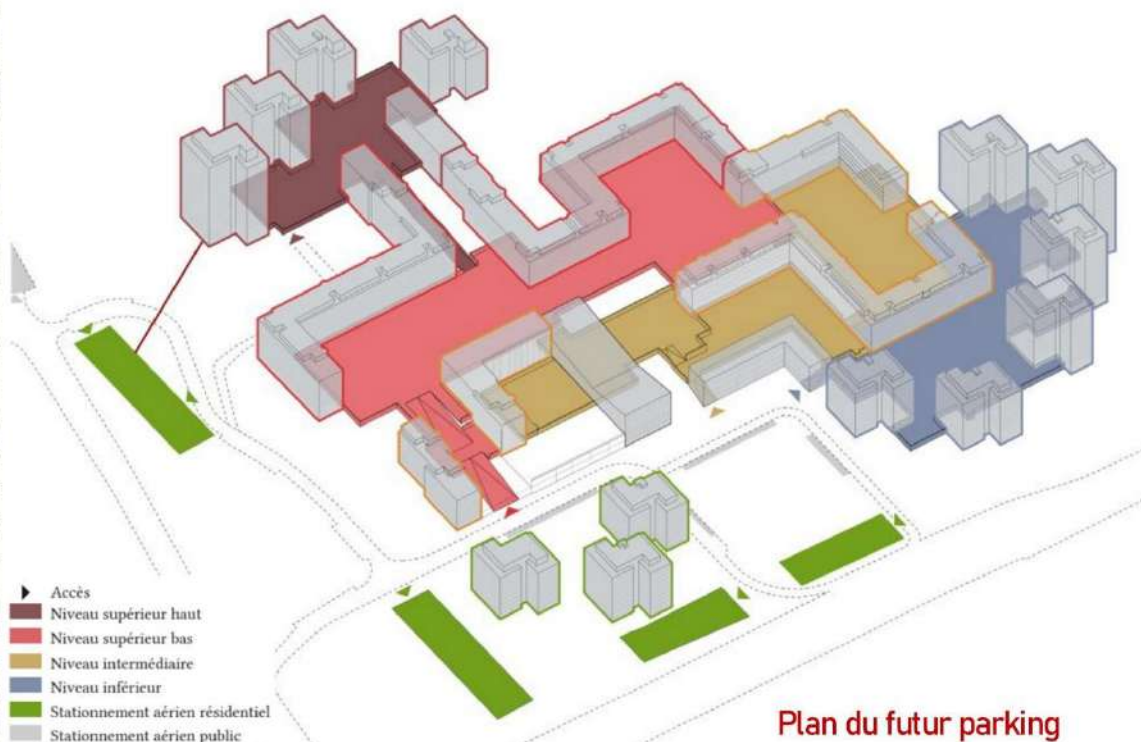 Accès
Niveau supérieur haut
Niveau supérieur bas
Niveau intermédiaire
Niveau inférieur
Stationnement aérien résidentiel
Stationnement aérien public
Plan du futur parking